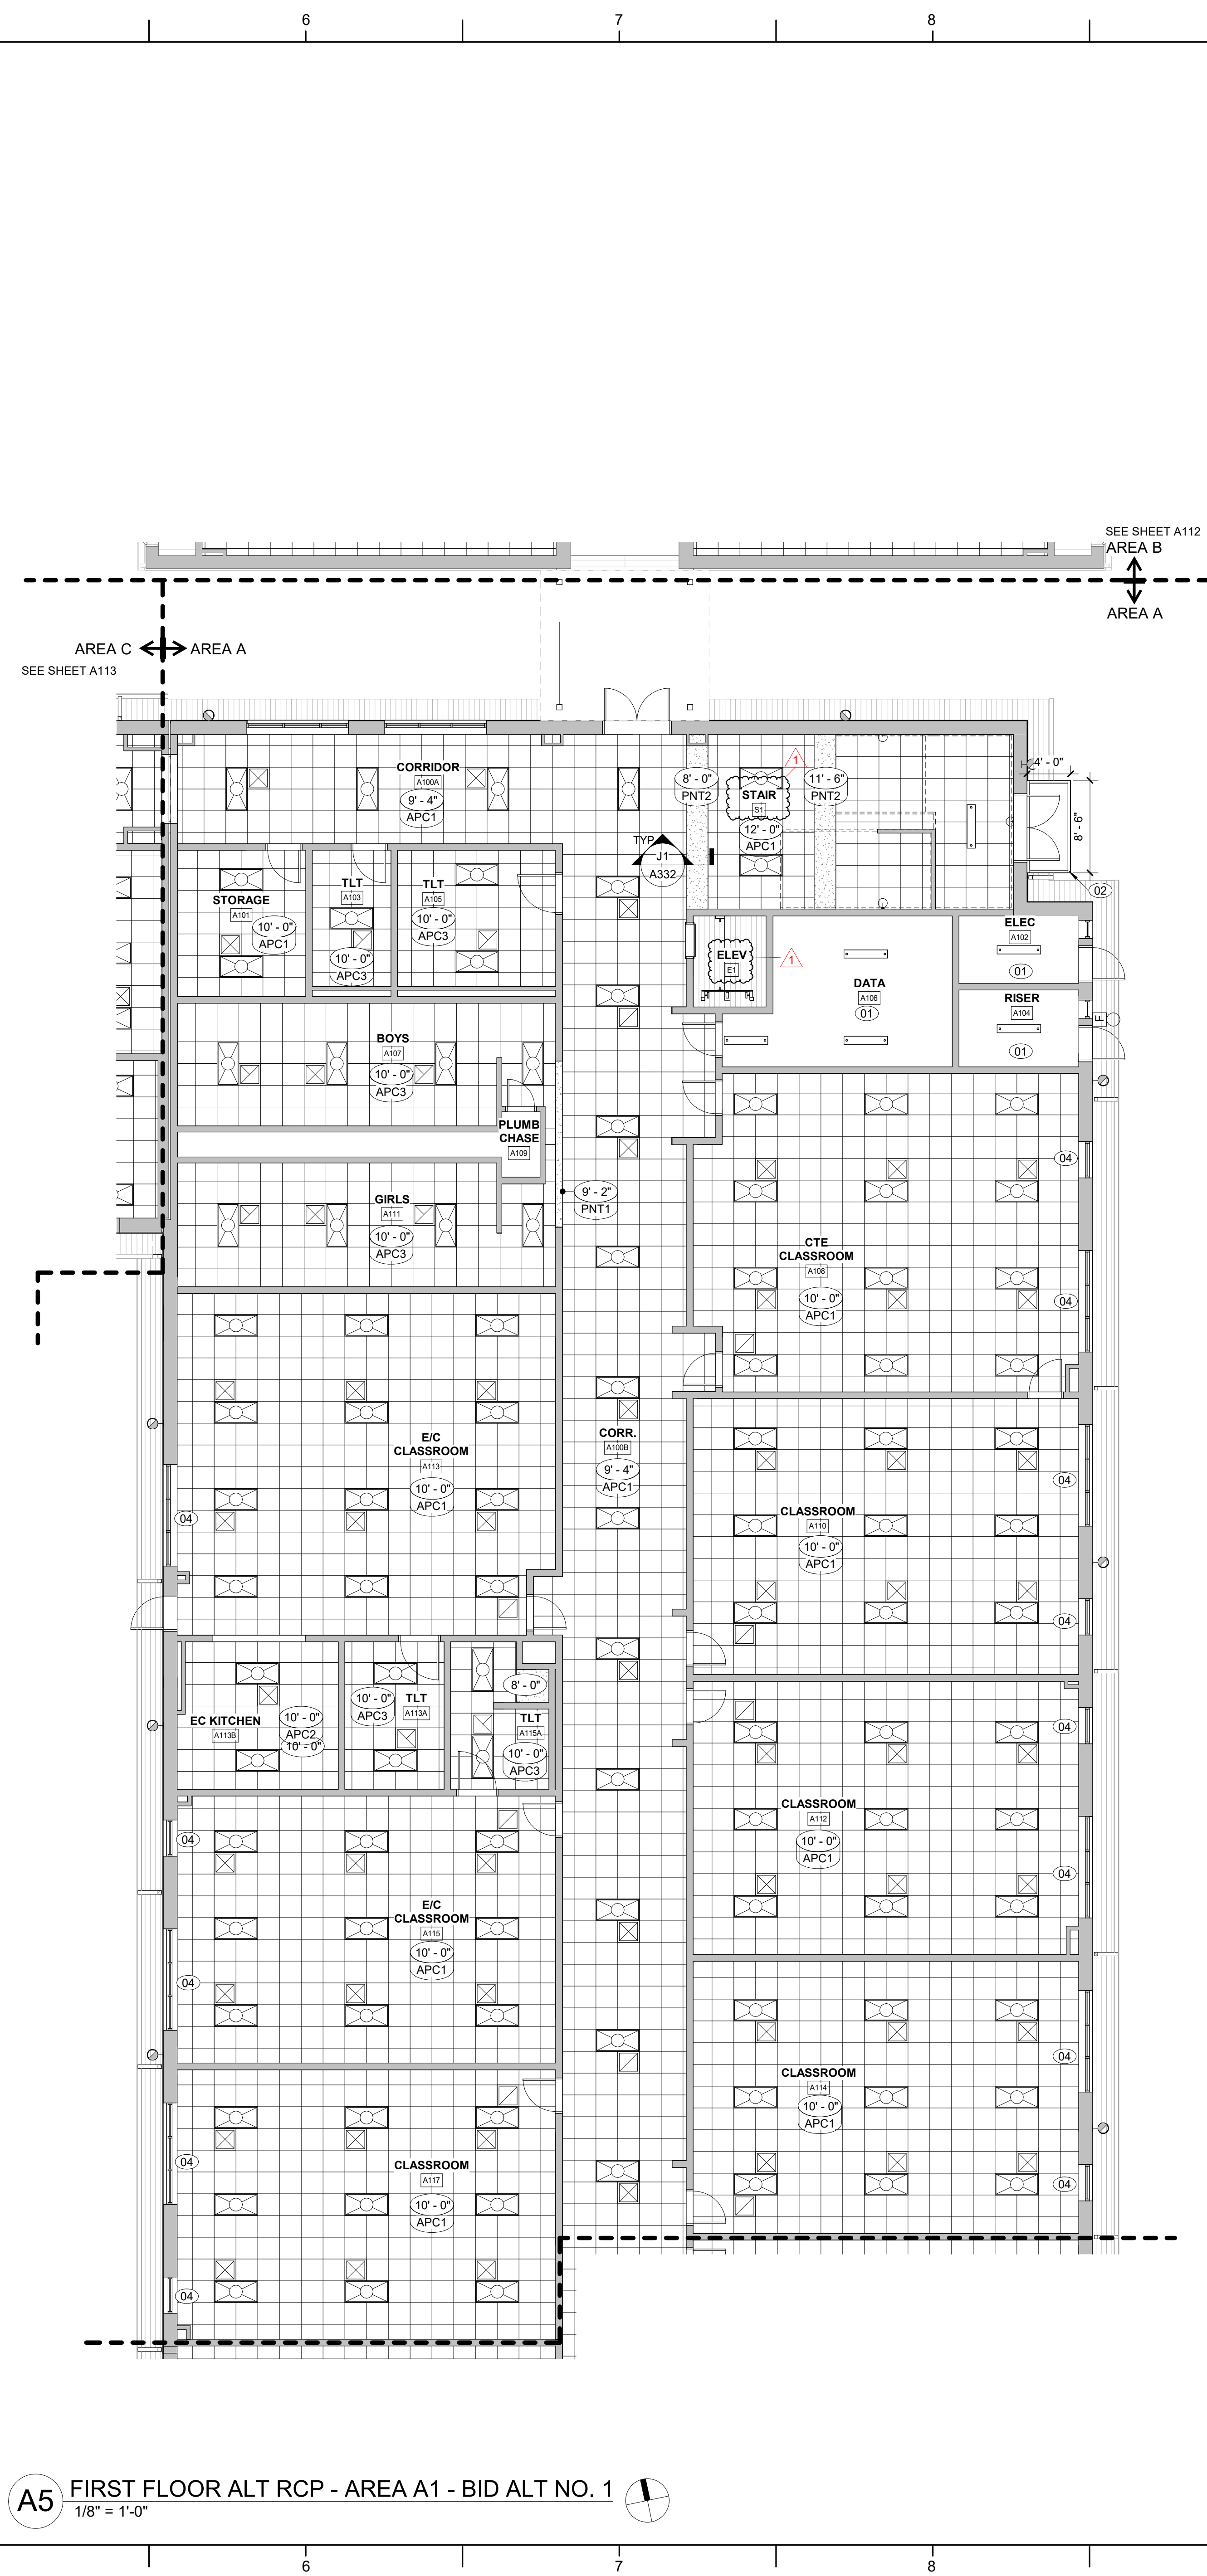 6
7
8
SEE SHEET A112
AREA B
AREA A
AREA C
AREA A
SEE SHEET A113
CORRIDOR
A100A
9' - 4"
APC1
8' - 0"
PNT2
1
STAIR
S1
12' - 0"
APC1
11' - 6"
PNT2
4' - 0"
8' - 6"
02
TYP
J1
A332
STORAGE
A101
10' - 0"
APC1
TLT
A103
10' - 0"
APC3
TLT
A105
10' - 0"
APC3
ELEV
E1
1
DATA
A106
01
ELEC
A102
01
RISER
A104
01
F
BOYS
A107
10' - 0"
APC3
PLUMB
CHASE
A109
GIRLS
A111
10' - 0"
APC3
9' - 2"
PNT1
CTE
CLASSROOM
A108
10' - 0"
APC1
04
04
E/C
CLASSROOM
A113
10' - 0"
APC1
04
CORR.
A100B
9' - 4"
APC1
CLASSROOM
A110
10' - 0"
APC1
04
04
EC KITCHEN
A113B
10' - 0"
APC2
10' - 0"
10' - 0"
APC3
TLT
A113A
8' - 0"
TLT
A115A
10' - 0"
APC3
CLASSROOM
A112
10' - 0"
APC1
04
04
E/C
CLASSROOM
A115
10' - 0"
APC1
04
04
CLASSROOM
A114
10' - 0"
APC1
04
04
CLASSROOM
A117
10' - 0"
APC1
04
04
A5
FIRST FLOOR ALT RCP - AREA A1 - BID ALT NO. 1
1/8" = 1'-0"
6
7
8